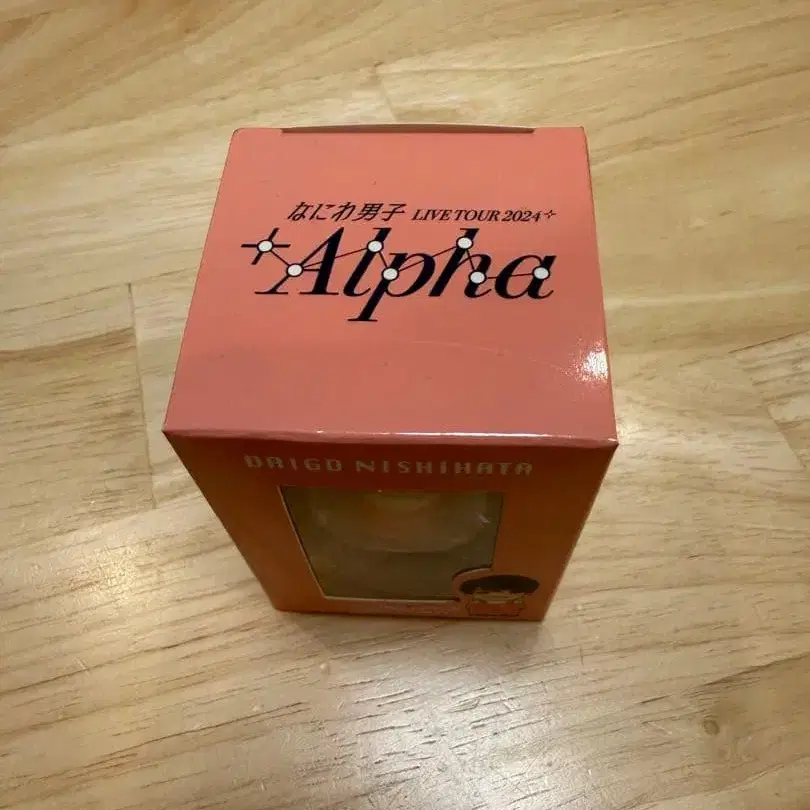 なにわ男子 LIVE TOUR 2024
+Alpha
DAIGO NISHIHATA